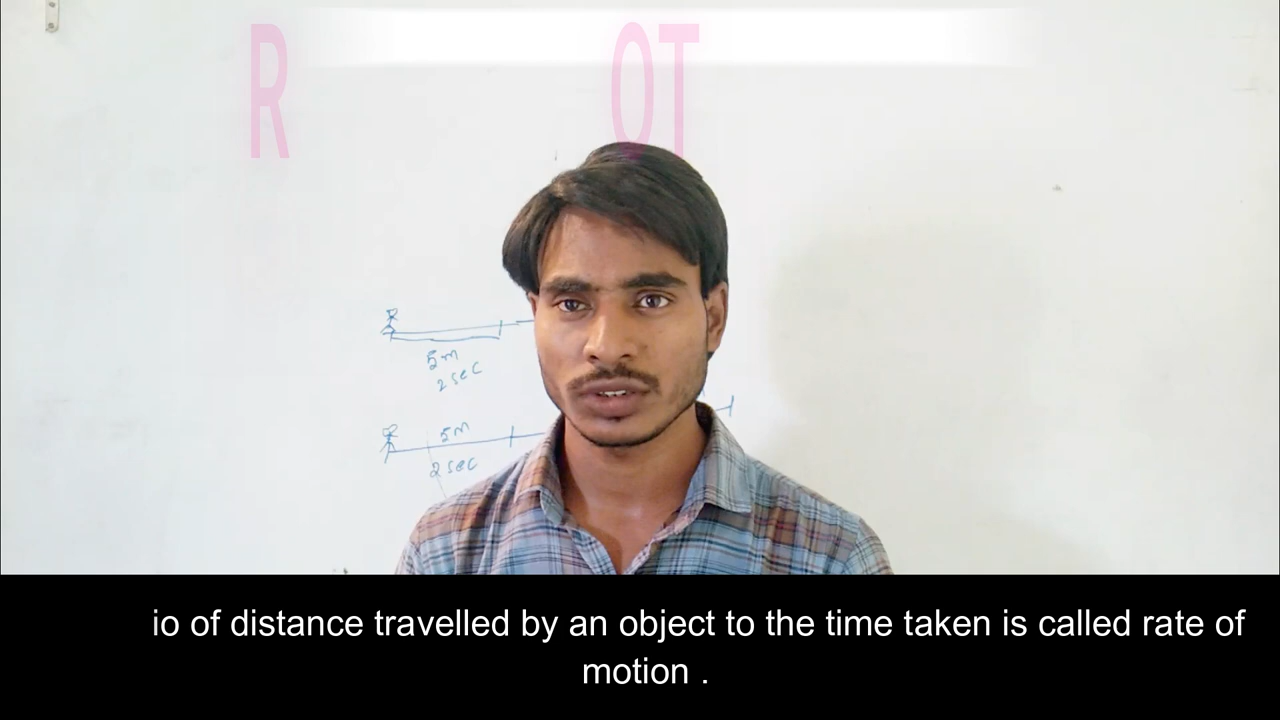 R OT
5m
2 sec
5m
2 sec
io of distance travelled by an object to the time taken is called rate of
motion .